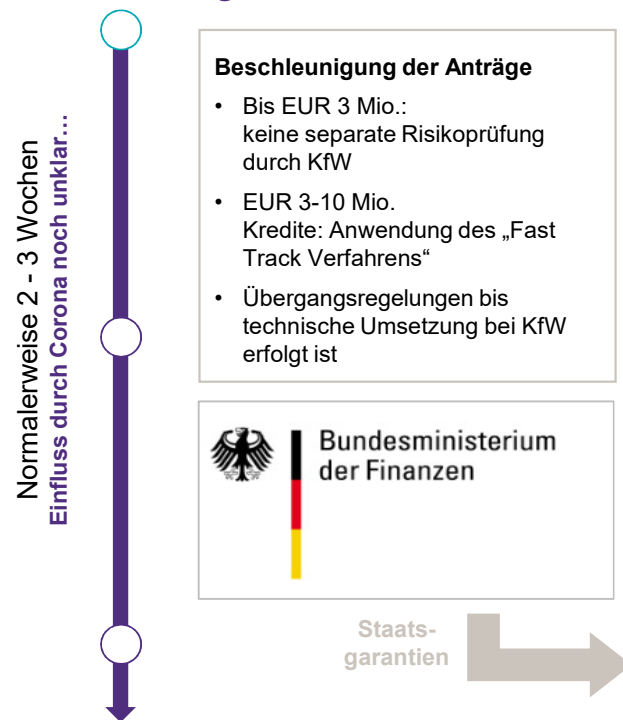 Normalerweise 2 - 3 Wochen
Einfluss durch Corona noch unklar…
Beschleunigung der Anträge
• Bis EUR 3 Mio.:
keine separate Risikoprüfung
durch KfW
• EUR 3-10 Mio.
Kredite: Anwendung des „Fast
Track Verfahrens“
• Übergangsregelungen bis
technische Umsetzung bei KfW
erfolgt ist
Bundesministerium
der Finanzen
Staats-
garantien